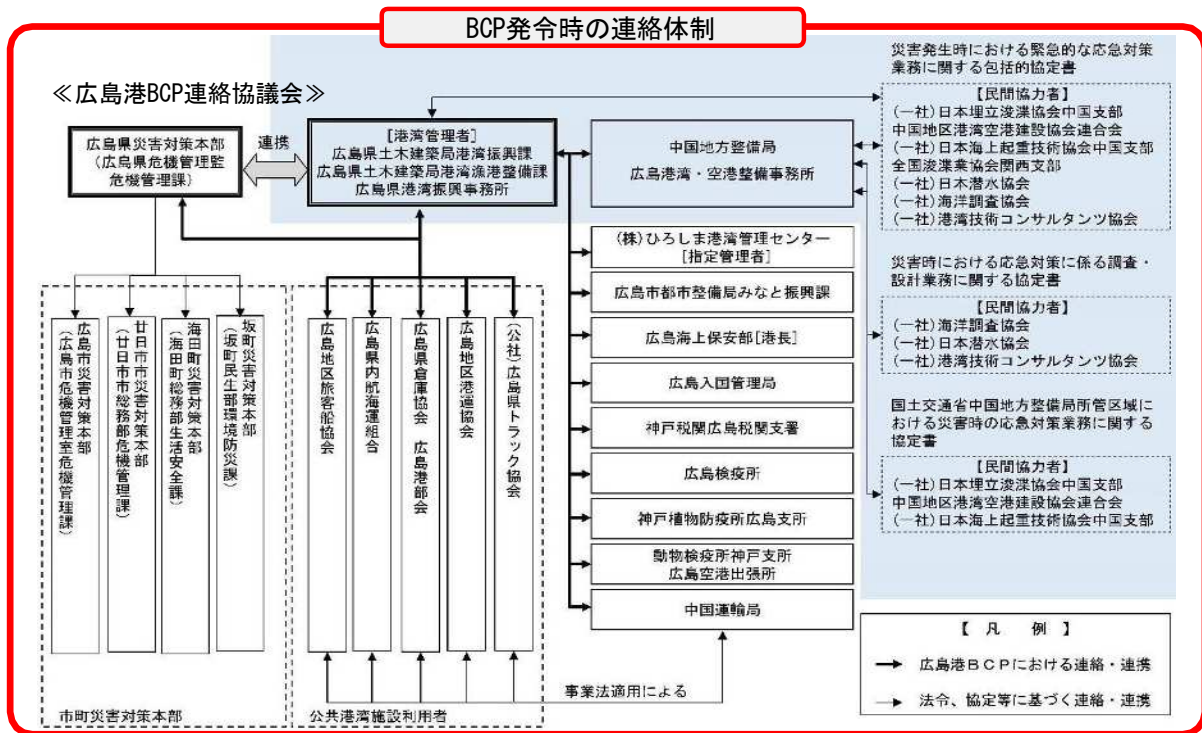 BCP発令時の連絡体制
≪広島港BCP連絡協議会≫
広島県災害対策本部
(広島県危機管理監
危機管理課)
連携
[港湾管理者]
広島県土木建築局港湾振興課
広島県土木建築局港湾漁港整備課
広島県港湾振興事務所
中国地方整備局
広島港湾・空港整備事務所
災害発生時における緊急的な応急対策
業務に関する包括的協定書
【民間協力者】
(一社)日本埋立浚渫協会中国支部
中国地区港湾空港建設協会連合会
(一社)日本海上起重技術協会中国支部
全国浚渫業協会関西支部
(一社)日本潜水協会
(一社)海洋調査協会
(一社)港湾技術コンサルタンツ協会
災害時における応急対策に係る調査・
設計業務に関する協定書
【民間協力者】
(一社)海洋調査協会
(一社)日本潜水協会
(一社)港湾技術コンサルタンツ協会
国土交通省中国地方整備局所管区域に
おける災害時の応急対策業務に関する
協定書
【民間協力者】
(一社)日本埋立浚渫協会中国支部
中国地区港湾空港建設協会連合会
(一社)日本海上起重技術協会中国支部
(株)ひろしま港湾管理センター
[指定管理者]
広島市都市整備局みなと振興課
広島海上保安部[港長]
広島入国管理局
神戸税関広島税関支署
広島検疫所
神戸植物防疫所広島支所
動物検疫所神戸支所
広島空港出張所
中国運輸局
広島市災害対策本部
(広島市危機管理室危機管理課)
廿日市市災害対策本部
(廿日市市総務部危機管理課)
海田町災害対策本部
(海田町総務部生活安全課)
坂町災害対策本部
(坂町民生部環境防災課)
市町災害対策本部
広島地区旅客船協会
広島県内航海運組合
広島県倉庫協会 広島港部会
広島地区港運協会
(公社)広島県トラック協会
公共港湾施設利用者
事業法適用による
【 凡 例 】
広島港BCPにおける連絡・連携
法令、協定等に基づく連絡・連携